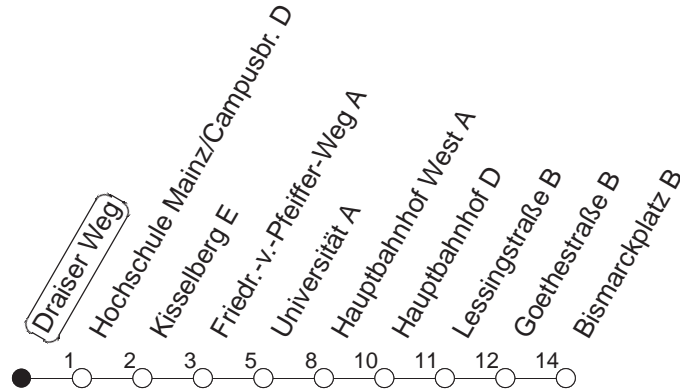 Draiser Weg
Hochschule Mainz/Campusbr. D
Kisselberg E
Friedr.-v.-Pfeiffer-Weg A
Universität A
Hauptbahnhof West A
Hauptbahnhof D
Lessingstraße B
Goethestraße B
Bismarckplatz B
1 2 3 5 8 10 11 12 14